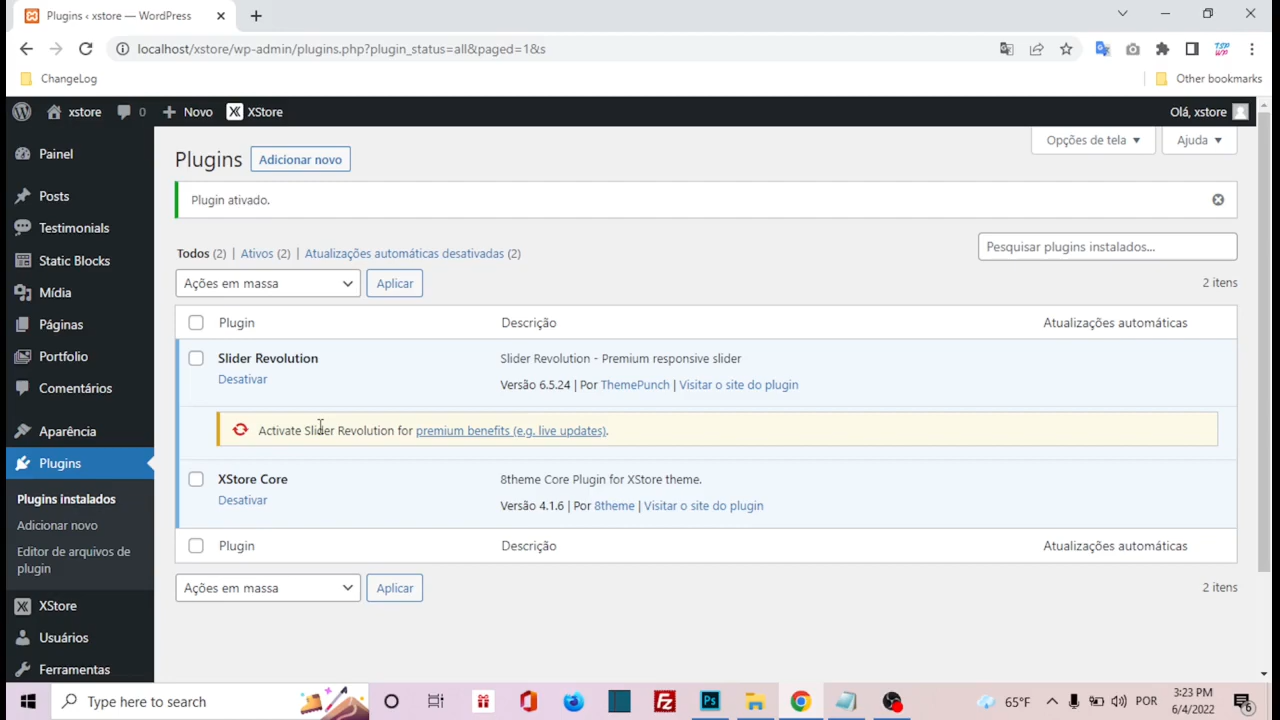 Plugins ‹ xstore — WordPress
localhost/xstore/wp-admin/plugins.php?plugin_status=all&paged=1&s
ChangeLog
Other bookmarks
xstore 0 Novo XStore
Olá, xstore
Painel
Posts
Testimonials
Static Blocks
Mídia
Páginas
Portfolio
Comentários
Aparência
Plugins
Plugins instalados
Adicionar novo
Editor de arquivos de
plugin
XStore
Usuários
Ferramentas
Opções de tela
Ajuda
Plugins
Adicionar novo
Plugin ativado.
Todos (2) | Ativos (2) | Atualizações automáticas desativadas (2)
Pesquisar plugins instalados...
Ações em massa
Aplicar
2 itens
Plugin Descrição Atualizações automáticas
Slider Revolution
Desativar
Slider Revolution - Premium responsive slider
Versão 6.5.24 | Por ThemePunch | Visitar o site do plugin
Activate Slider Revolution for premium benefits (e.g. live updates).
XStore Core
Desativar
8theme Core Plugin for XStore theme.
Versão 4.1.6 | Por 8theme | Visitar o site do plugin
Plugin Descrição Atualizações automáticas
Ações em massa
Aplicar
2 itens
Type here to search
Ps
65°F
POR
3:23 PM
6/4/2022
6